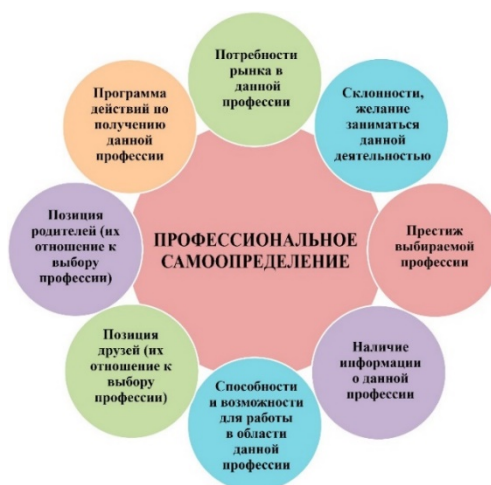 Потребности
рынка в
данной
профессии
Склонности,
желание
заниматься
данной
деятельностью
Престиж
выбираемой
профессии
Наличие
информации
о данной
профессии
Способности
и возможности
для работы
в области
данной
профессии
Позиция
друзей (их
отношение к
выбору
профессии)
Позиция
родителей (их
отношение к
выбору
профессии)
Программа
действий по
получению
данной
профессии
ПРОФЕССИОНАЛЬНОЕ
САМООПРЕДЕЛЕНИЕ